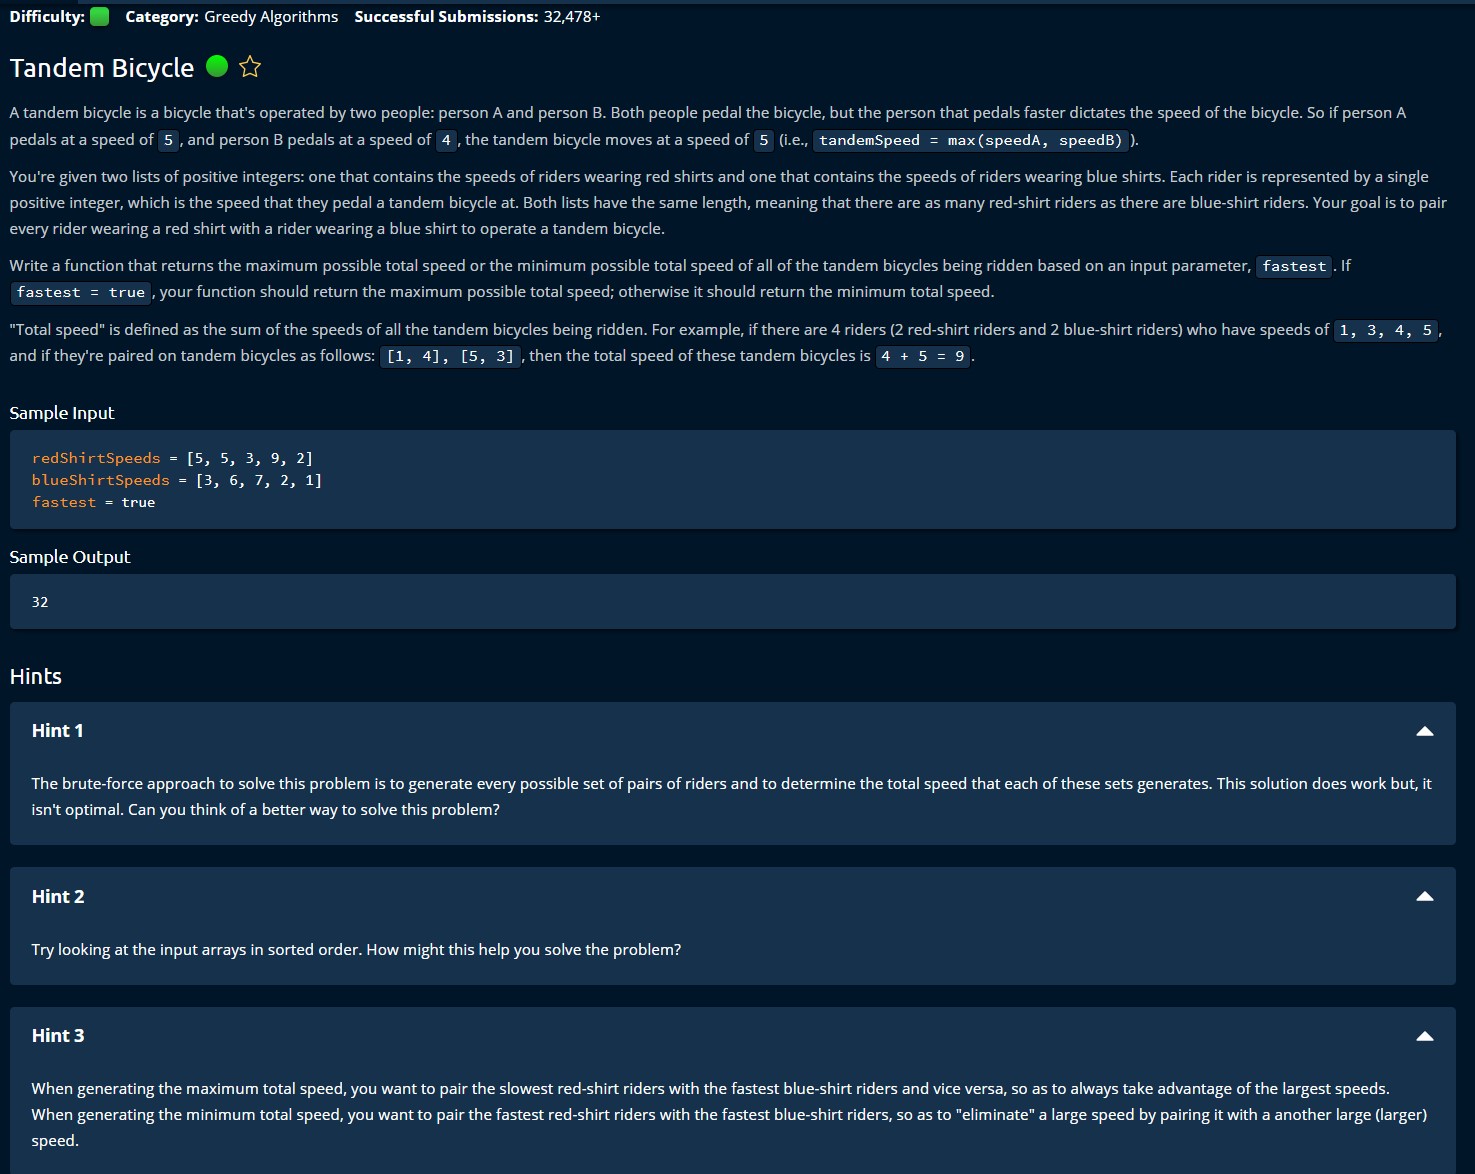 Difficulty: Category: Greedy Algorithms Successful Submissions: 32,478+
Tandem Bicycle
A tandem bicycle is a bicycle that's operated by two people: person A and person B. Both people pedal the bicycle, but the person that pedals faster dictates the speed of the bicycle. So if person A
pedals at a speed of 5, and person B pedals at a speed of 4, the tandem bicycle moves at a speed of 5 (i.e., tandemSpeed = max(speedA, speedB)).
You're given two lists of positive integers: one that contains the speeds of riders wearing red shirts and one that contains the speeds of riders wearing blue shirts. Each rider is represented by a single
positive integer, which is the speed that they pedal a tandem bicycle at. Both lists have the same length, meaning that there are as many red-shirt riders as there are blue-shirt riders. Your goal is to pair
every rider wearing a red shirt with a rider wearing a blue shirt to operate a tandem bicycle.
Write a function that returns the maximum possible total speed or the minimum possible total speed of all of the tandem bicycles being ridden based on an input parameter, fastest. If
fastest = true, your function should return the maximum possible total speed; otherwise it should return the minimum total speed.
"Total speed" is defined as the sum of the speeds of all the tandem bicycles being ridden. For example, if there are 4 riders (2 red-shirt riders and 2 blue-shirt riders) who have speeds of 1, 3, 4, 5,
and if they're paired on tandem bicycles as follows: [1, 4], [5, 3], then the total speed of these tandem bicycles is 4 + 5 = 9.
Sample Input
redShirtSpeeds = [5, 5, 3, 9, 2]
blueShirtSpeeds = [3, 6, 7, 2, 1]
fastest = true
Sample Output
32
Hints
Hint 1
The brute-force approach to solve this problem is to generate every possible set of pairs of riders and to determine the total speed that each of these sets generates. This solution does work but, it
isn't optimal. Can you think of a better way to solve this problem?
Hint 2
Try looking at the input arrays in sorted order. How might this help you solve the problem?
Hint 3
When generating the maximum total speed, you want to pair the slowest red-shirt riders with the fastest blue-shirt riders and vice versa, so as to always take advantage of the largest speeds.
When generating the minimum total speed, you want to pair the fastest red-shirt riders with the fastest blue-shirt riders, so as to "eliminate" a large speed by pairing it with a another large (larger)
speed.